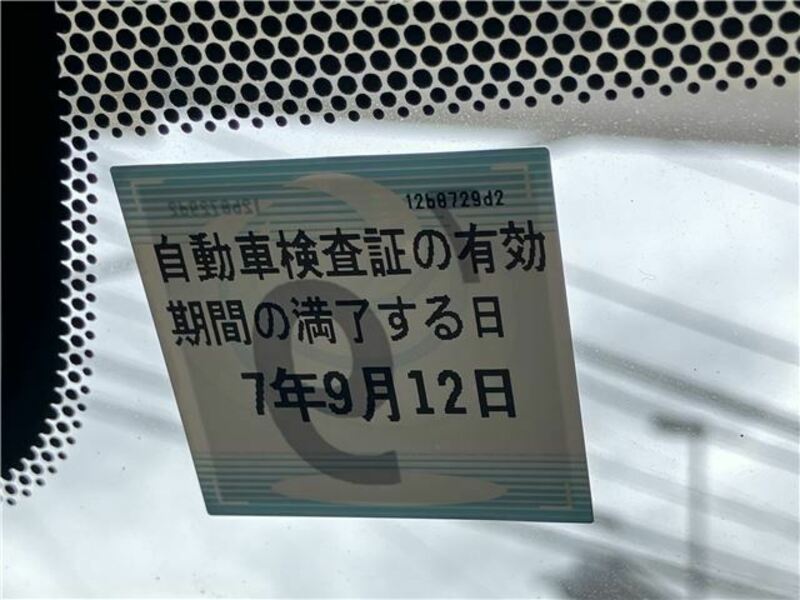 12b8729d2
自動車検査証の有効
期間の満了する日
7年9月12日